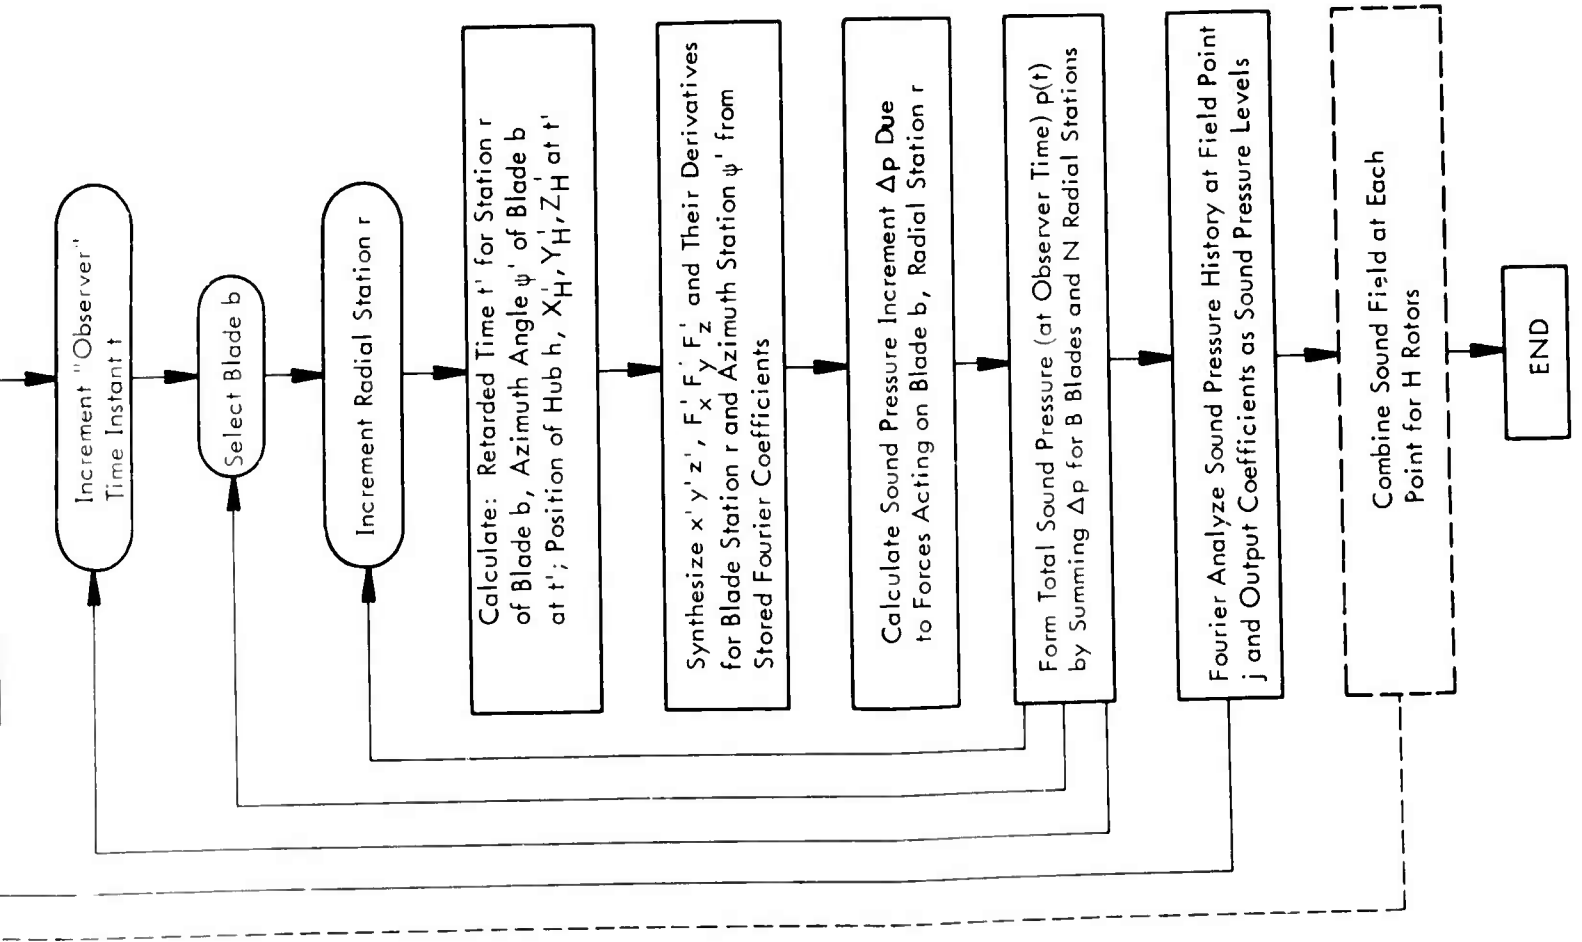 Increment "Observer"
Time Instant t
Select Blade b
Increment Radial Station r
Calculate: Retarded Time t' for Station r
of Blade b, Azimuth Angle ψ' of Blade b
at t'; Position of Hub h, X'H, Y'H, Z'H at t'
Synthesize x' y' z', F'x F'y F'z and Their Derivatives
for Blade Station r and Azimuth Station ψ' from
Stored Fourier Coefficients
Calculate Sound Pressure Increment Δp Due
to Forces Acting on Blade b, Radial Station r
Form Total Sound Pressure (at Observer Time) p(t)
by Summing Δp for B Blades and N Radial Stations
Fourier Analyze Sound Pressure History at Field Point
j and Output Coefficients as Sound Pressure Levels
Combine Sound Field at Each
Point for H Rotors
END